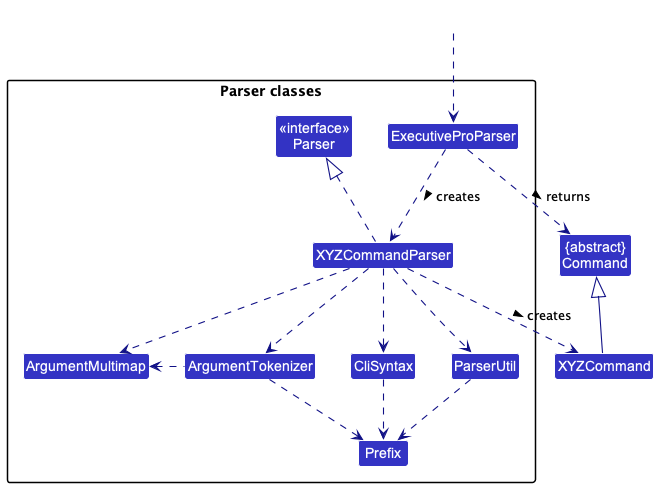 Parser classes
«interface»
Parser
ExecutiveProParser
creates
returns
XYZCommandParser
{abstract}
Command
creates
ArgumentMultimap
ArgumentTokenizer
CliSyntax
ParserUtil
XYZCommand
Prefix